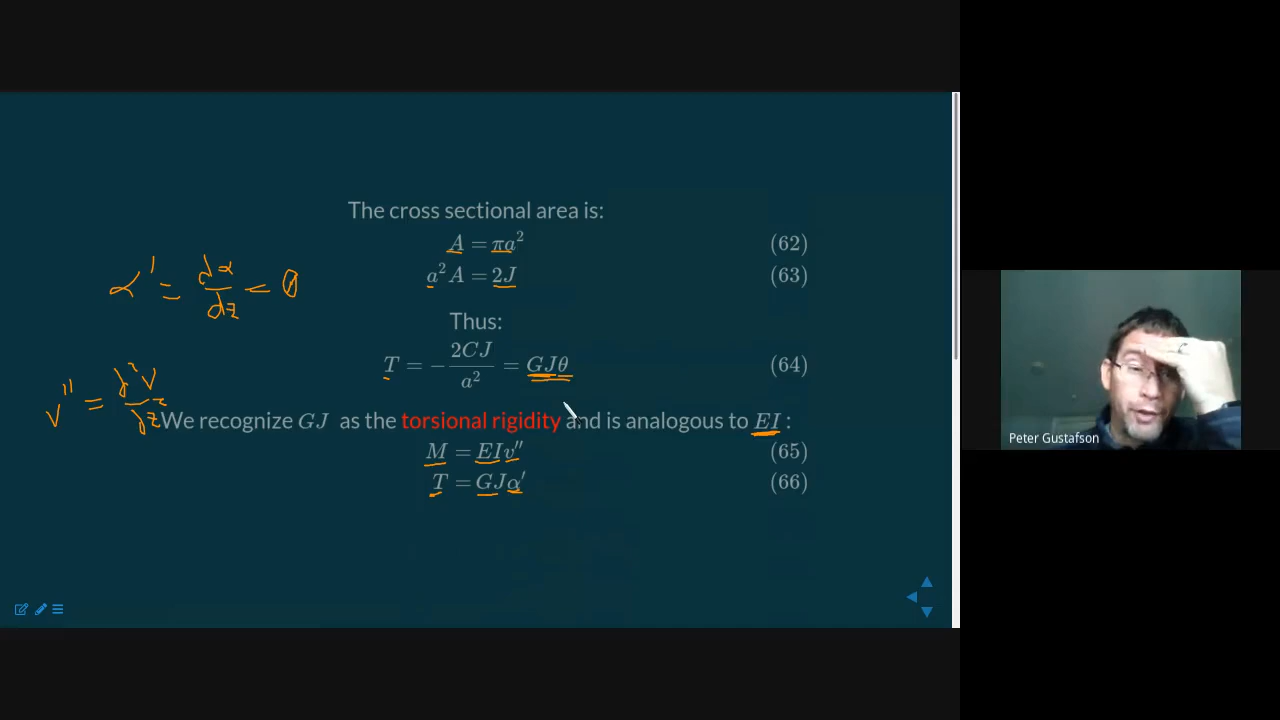 The cross sectional area is:
A = πa² (62)
a²A = 2J (63)
α′ = dα/dz = θ
Thus:
T = −2CJ/a² = GJθ (64)
v″ = d²v/dz²
We recognize GJ as the torsional rigidity and is analogous to EI :
M = EIv″ (65)
T = GJα′ (66)
Peter Gustafson